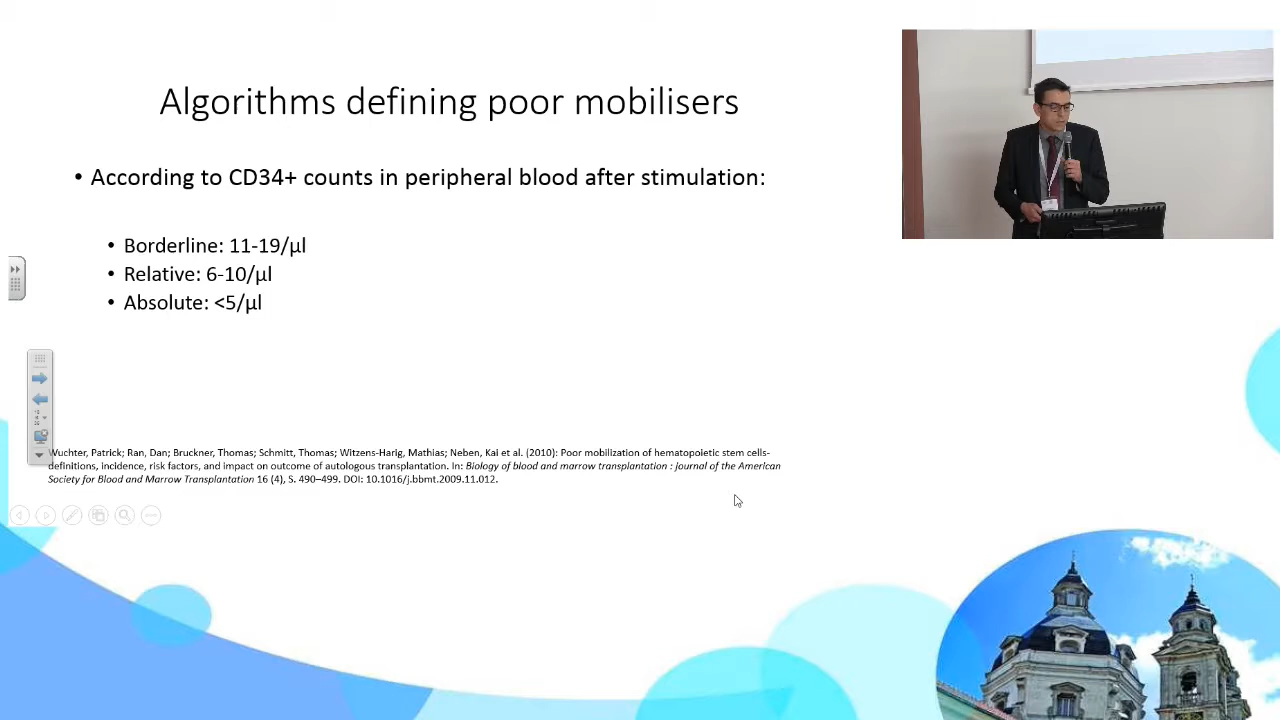 Algorithms defining poor mobilisers
• According to CD34+ counts in peripheral blood after stimulation:
• Borderline: 11-19/µl
• Relative: 6-10/µl
• Absolute: <5/µl
Wuchter, Patrick; Ran, Dan; Bruckner, Thomas; Schmitt, Thomas; Witzens-Harig, Mathias; Neben, Kai et al. (2010): Poor mobilization of hematopoietic stem cells-
definitions, incidence, risk factors, and impact on outcome of autologous transplantation. In: Biology of blood and marrow transplantation : journal of the American
Society for Blood and Marrow Transplantation 16 (4), S. 490–499. DOI: 10.1016/j.bbmt.2009.11.012.